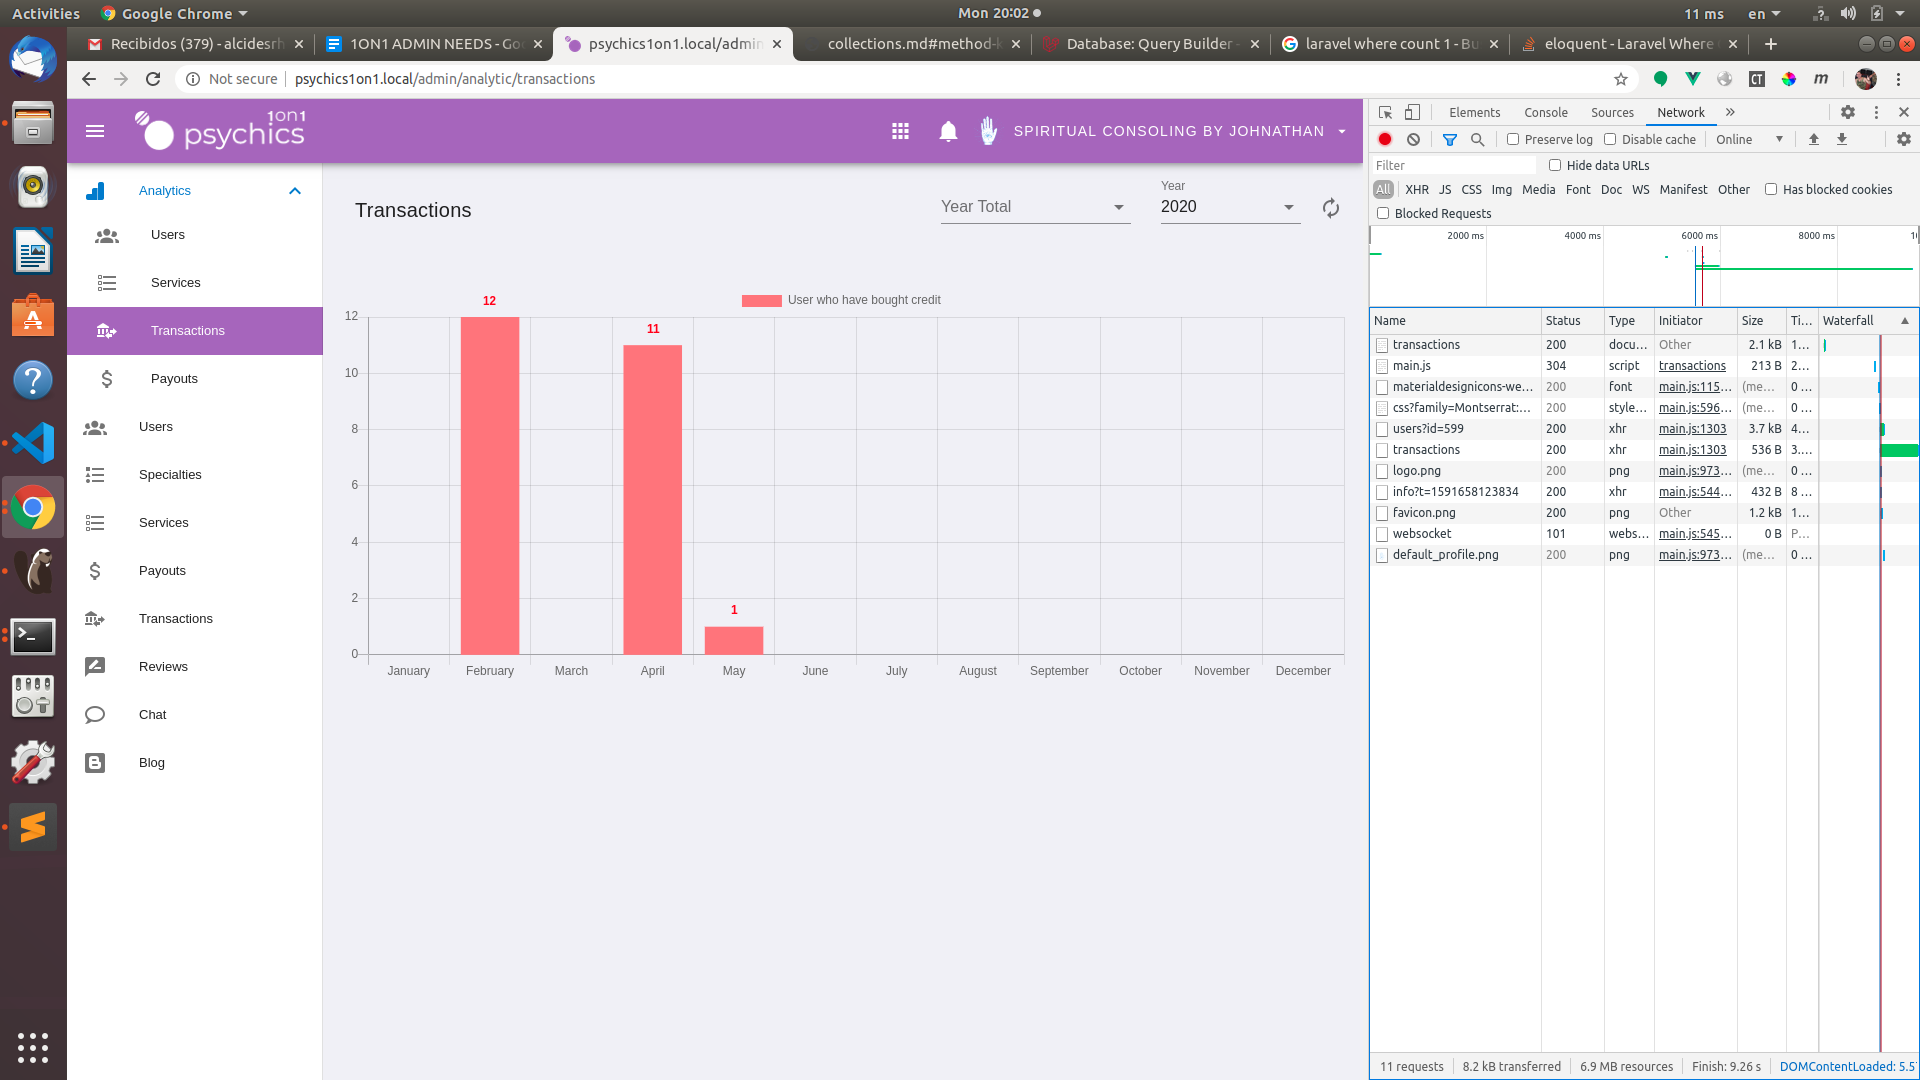 Activities Google Chrome Mon 20:02 11 ms en
Recibidos (379) - alcidesrh 1ON1 ADMIN NEEDS - Goo psychics1on1.local/admin collections.md#method-k Database: Query Builder - laravel where count 1 - Bu eloquent - Laravel Where
Not secure psychics1on1.local/admin/analytic/transactions CT m
1on1
psychics
SPIRITUAL CONSOLING BY JOHNATHAN
Analytics
Users
Services
Transactions
Payouts
Users
Specialties
Services
Payouts
Transactions
Reviews
Chat
Blog
Transactions
Year Total
Year
2020
User who have bought credit
12
11
1
12
10
8
6
4
2
0
January February March April May June July August September October November December
Elements Console Sources Network
Preserve log Disable cache Online
Filter Hide data URLs
All XHR JS CSS Img Media Font Doc WS Manifest Other Has blocked cookies
Blocked Requests
2000 ms 4000 ms 6000 ms 8000 ms
Name Status Type Initiator Size Ti... Waterfall
transactions 200 docu... Other 2.1 kB 1...
main.js 304 script transactions 213 B 2...
materialdesignicons-we... 200 font main.js:115... (me... 0 ...
css?family=Montserrat:... 200 style... main.js:596... (me... 0 ...
users?id=599 200 xhr main.js:1303 3.7 kB 4...
transactions 200 xhr main.js:1303 536 B 3....
logo.png 200 png main.js:973... (me... 0 ...
info?t=1591658123834 200 xhr main.js:544... 432 B 8 ...
favicon.png 200 png Other 1.2 kB 1...
websocket 101 webs... main.js:545... 0 B P...
default_profile.png 200 png main.js:973... (me... 0 ...
11 requests 8.2 kB transferred 6.9 MB resources Finish: 9.26 s DOMContentLoaded: 5.5